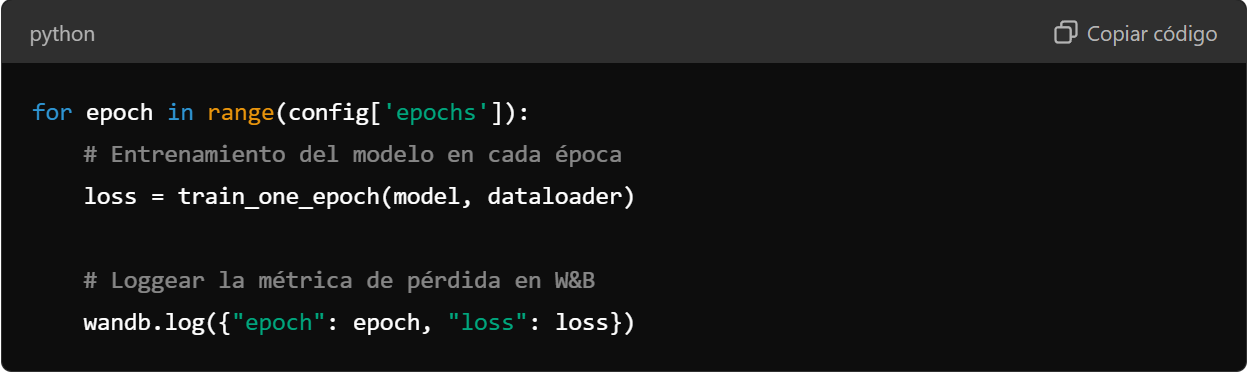 python
Copiar código
for epoch in range(config['epochs']):
    # Entrenamiento del modelo en cada época
    loss = train_one_epoch(model, dataloader)
    # Loggear la métrica de pérdida en W&B
    wandb.log({"epoch": epoch, "loss": loss})